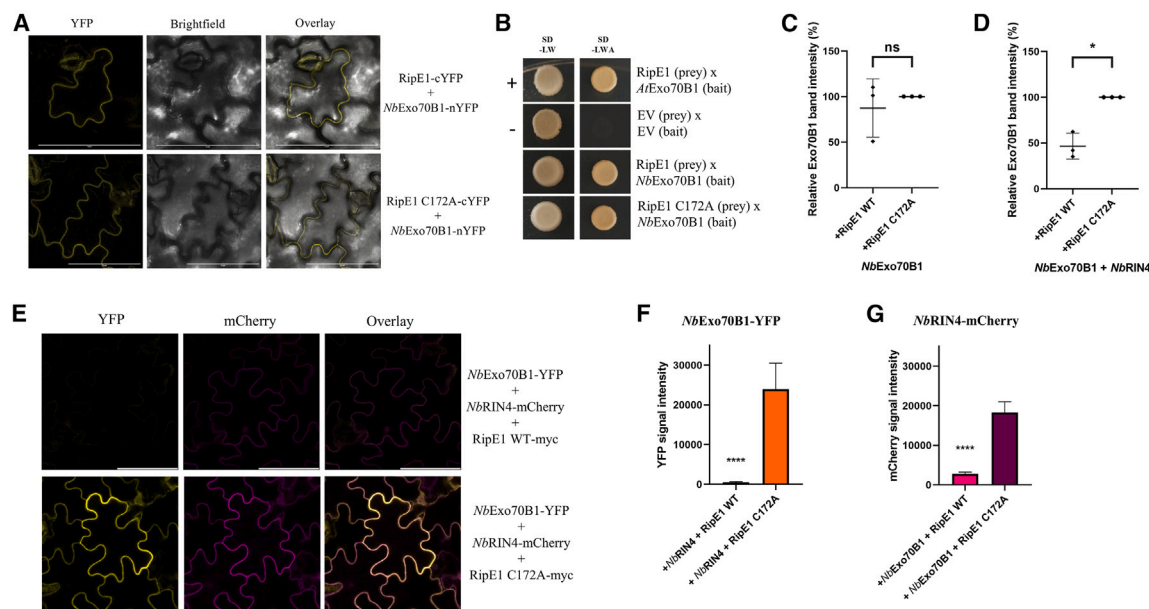 A
YFP
Brightfield
Overlay
RipE1-cYFP
+
NbExo70B1-nYFP
RipE1 C172A-cYFP
+
NbExo70B1-nYFP
B
SD
-LW
SD
-LWA
+
RipE1 (prey) x
AtExo70B1 (bait)
-
EV (prey) x
EV (bait)
RipE1 (prey) x
NbExo70B1 (bait)
RipE1 C172A (prey) x
NbExo70B1 (bait)
C
Relative Exo70B1 band intensity (%)
150
100
50
0
ns
+RipE1 WT
+RipE1 C172A
NbExo70B1
D
Relative Exo70B1 band intensity (%)
150
100
50
0
*
+RipE1 WT
+RipE1 C172A
NbExo70B1 + NbRIN4
E
YFP
mCherry
Overlay
NbExo70B1-YFP
+
NbRIN4-mCherry
+
RipE1 WT-myc
NbExo70B1-YFP
+
NbRIN4-mCherry
+
RipE1 C172A-myc
F
NbExo70B1-YFP
YFP signal intensity
30000
20000
10000
0
****
+NbRIN4 + RipE1 WT
+ NbRIN4 + RipE1 C172A
G
NbRIN4-mCherry
mCherry signal intensity
30000
20000
10000
0
****
+NbExo70B1 + RipE1 WT
+ NbExo70B1 + RipE1 C172A